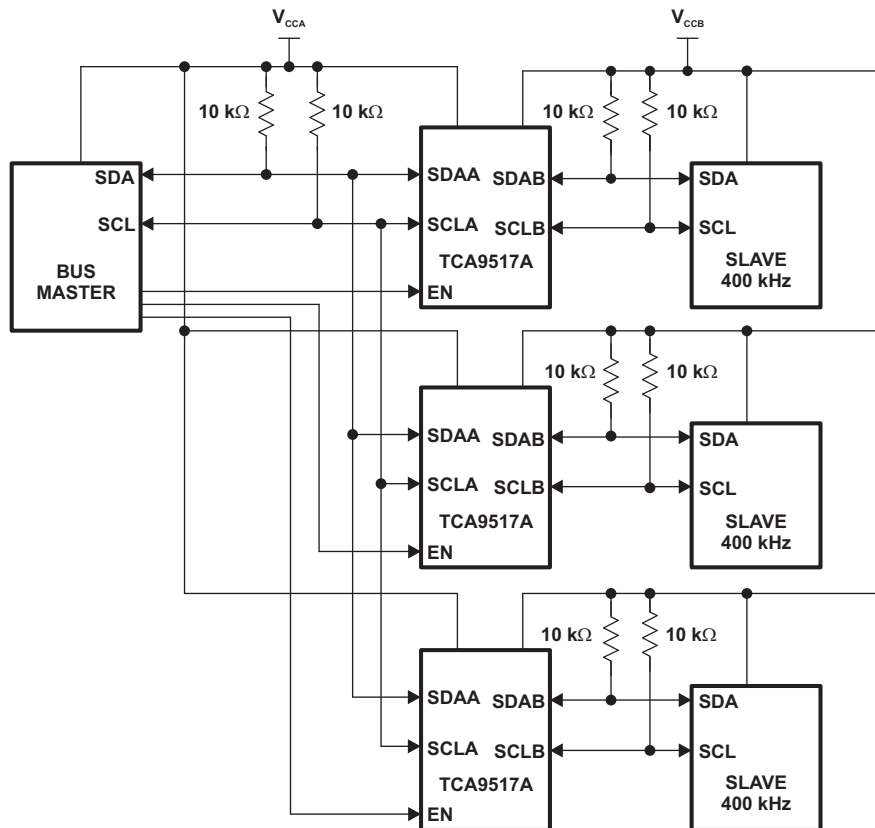 V_CCA
V_CCB
10 kΩ
10 kΩ
10 kΩ
10 kΩ
SDA
SCL
BUS
MASTER
SDAA
SCLA
SDAB
SCLB
TCA9517A
EN
SDA
SCL
SLAVE
400 kHz
10 kΩ
10 kΩ
SDAA
SCLA
SDAB
SCLB
TCA9517A
EN
SDA
SCL
SLAVE
400 kHz
10 kΩ
10 kΩ
SDAA
SCLA
SDAB
SCLB
TCA9517A
EN
SDA
SCL
SLAVE
400 kHz